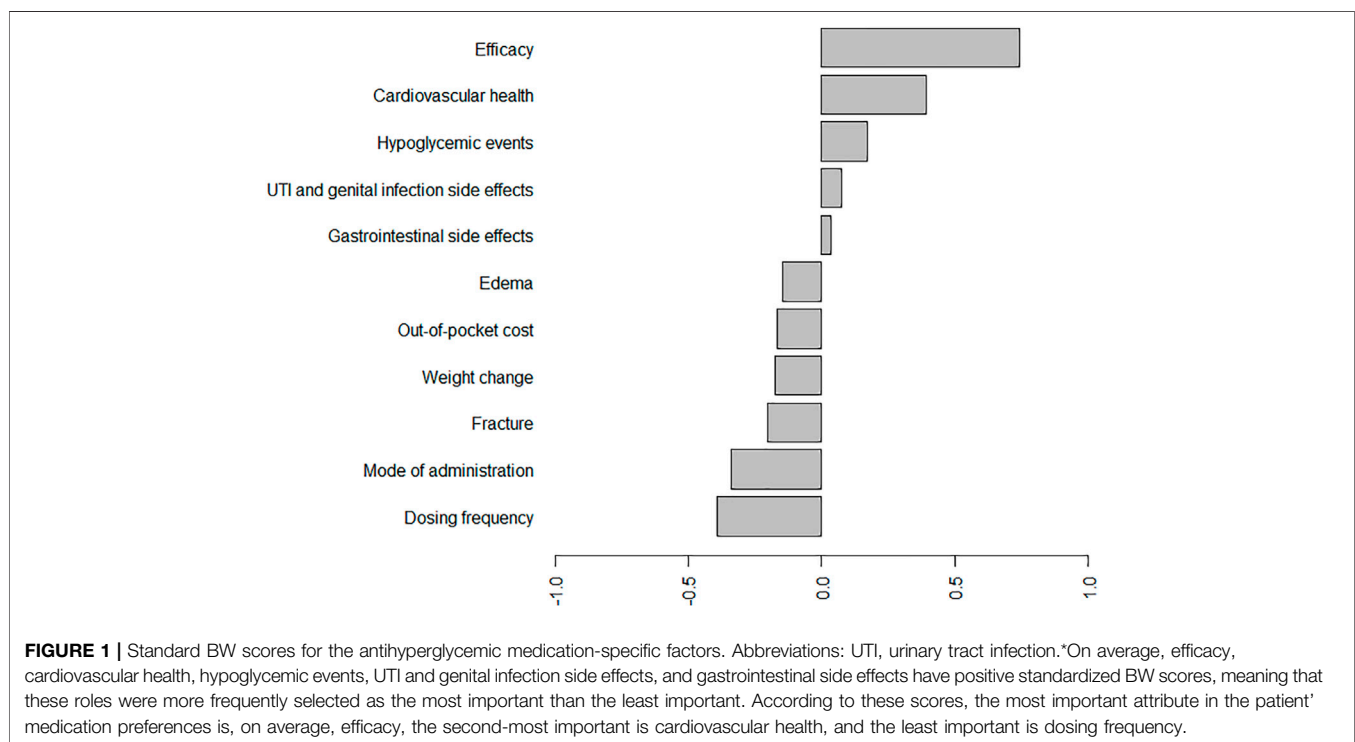 Efficacy
Cardiovascular health
Hypoglycemic events
UTI and genital infection side effects
Gastrointestinal side effects
Edema
Out-of-pocket cost
Weight change
Fracture
Mode of administration
Dosing frequency
-1.0 -0.5 0.0 0.5 1.0
FIGURE 1 | Standard BW scores for the antihyperglycemic medication-specific factors. Abbreviations: UTI, urinary tract infection.*On average, efficacy,
cardiovascular health, hypoglycemic events, UTI and genital infection side effects, and gastrointestinal side effects have positive standardized BW scores, meaning that
these roles were more frequently selected as the most important than the least important. According to these scores, the most important attribute in the patient’
medication preferences is, on average, efficacy, the second-most important is cardiovascular health, and the least important is dosing frequency.